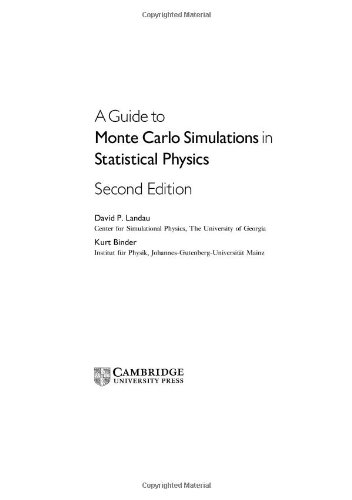 Copyrighted Material
A Guide to
Monte Carlo Simulations in
Statistical Physics
Second Edition
David P. Landau
Center for Simulational Physics, The University of Georgia
Kurt Binder
Institut für Physik, Johannes-Gutenberg-Universität Mainz
CAMBRIDGE
UNIVERSITY PRESS
Copyrighted Material